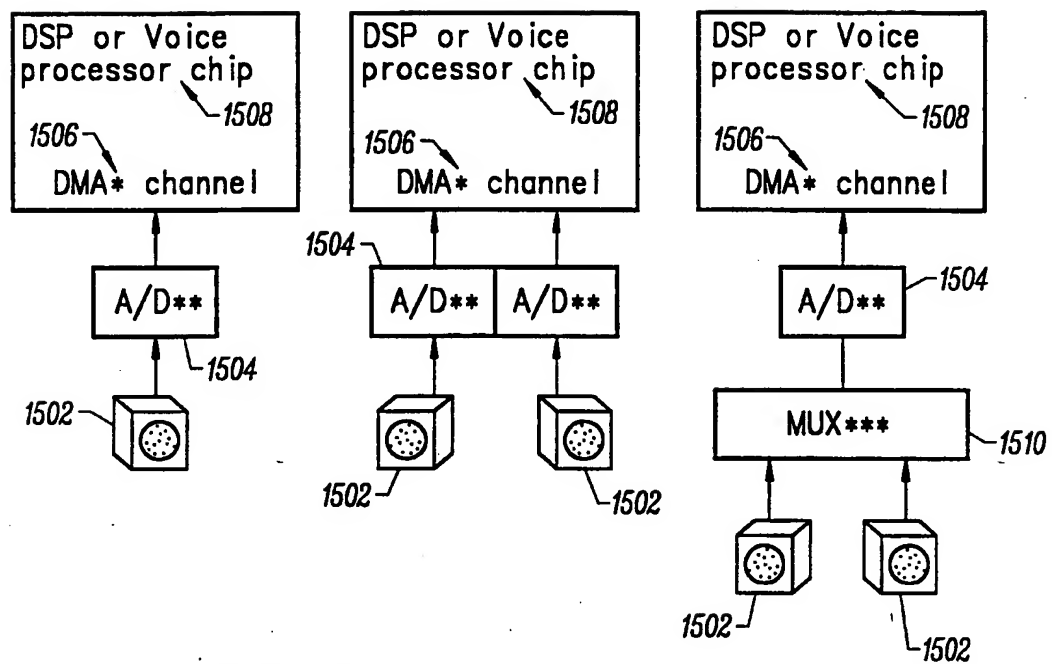 DSP or Voice
processor chip
1508
1506
DMA* channel
A/D**
1504
1502
DSP or Voice
processor chip
1508
1506
DMA* channel
1504
A/D** A/D**
1502
1502
DSP or Voice
processor chip
1508
1506
DMA* channel
A/D**
1504
MUX***
1510
1502
1502